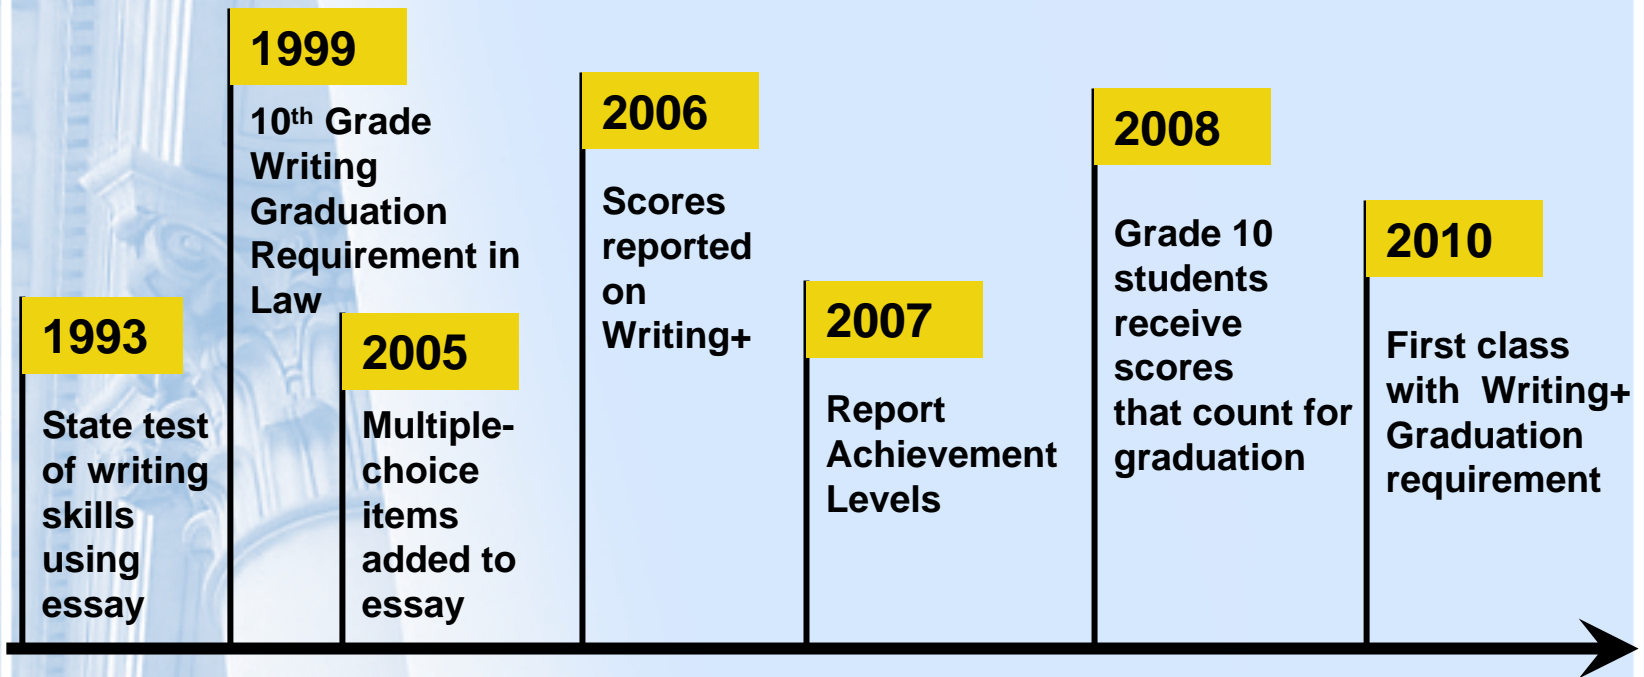 1993
State test
of writing
skills
using
essay
1999
10th Grade
Writing
Graduation
Requirement in
Law
2005
Multiple-
choice
items
added to
essay
2006
Scores
reported
on
Writing+
2007
Report
Achievement
Levels
2008
Grade 10
students
receive
scores
that count for
graduation
2010
First class
with Writing+
Graduation
requirement